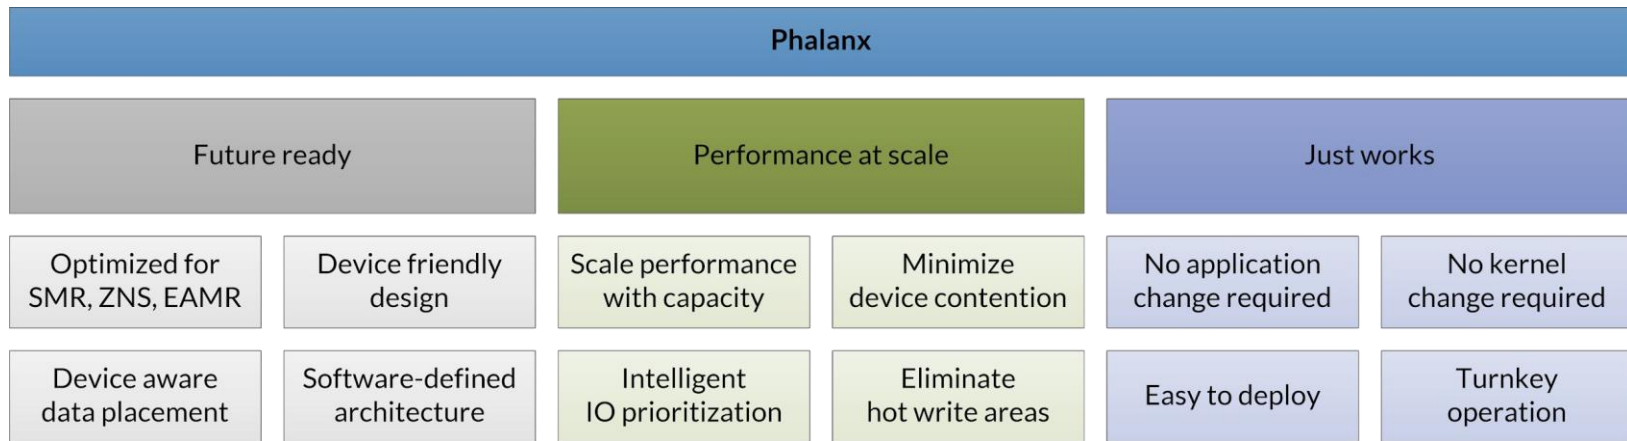 Phalanx
Future ready
Performance at scale
Just works
Optimized for
SMR, ZNS, EAMR
Device friendly
design
Scale performance
with capacity
Minimize
device contention
No application
change required
No kernel
change required
Device aware
data placement
Software-defined
architecture
Intelligent
IO prioritization
Eliminate
hot write areas
Easy to deploy
Turnkey
operation